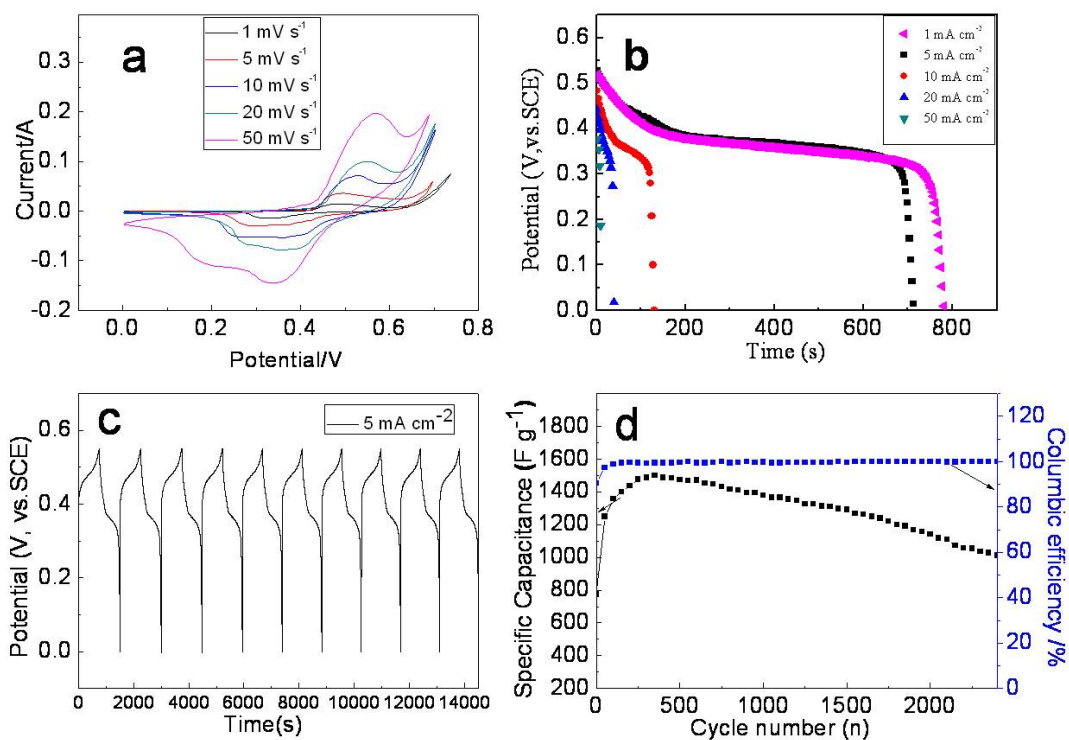 a
1 mV s⁻¹
5 mV s⁻¹
10 mV s⁻¹
20 mV s⁻¹
50 mV s⁻¹
Current/A
0.3
0.2
0.1
0.0
-0.1
-0.2
0.0 0.2 0.4 0.6 0.8
Potential/V
b
1 mA cm⁻²
5 mA cm⁻²
10 mA cm⁻²
20 mA cm⁻²
50 mA cm⁻²
Potential (V,vs.SCE)
0.6
0.5
0.4
0.3
0.2
0.1
0.0
0 200 400 600 800
Time (s)
c
5 mA cm⁻²
Potential (V, vs.SCE)
0.6
0.4
0.2
0.0
0 2000 4000 6000 8000 10000 12000 14000
Time(s)
d
Specific Capacitance (F g⁻¹)
1800
1600
1400
1200
1000
800
600
400
200
0 500 1000 1500 2000
Cycle number (n)
120
100
80
60
40
20
0
Columbic efficiency /%